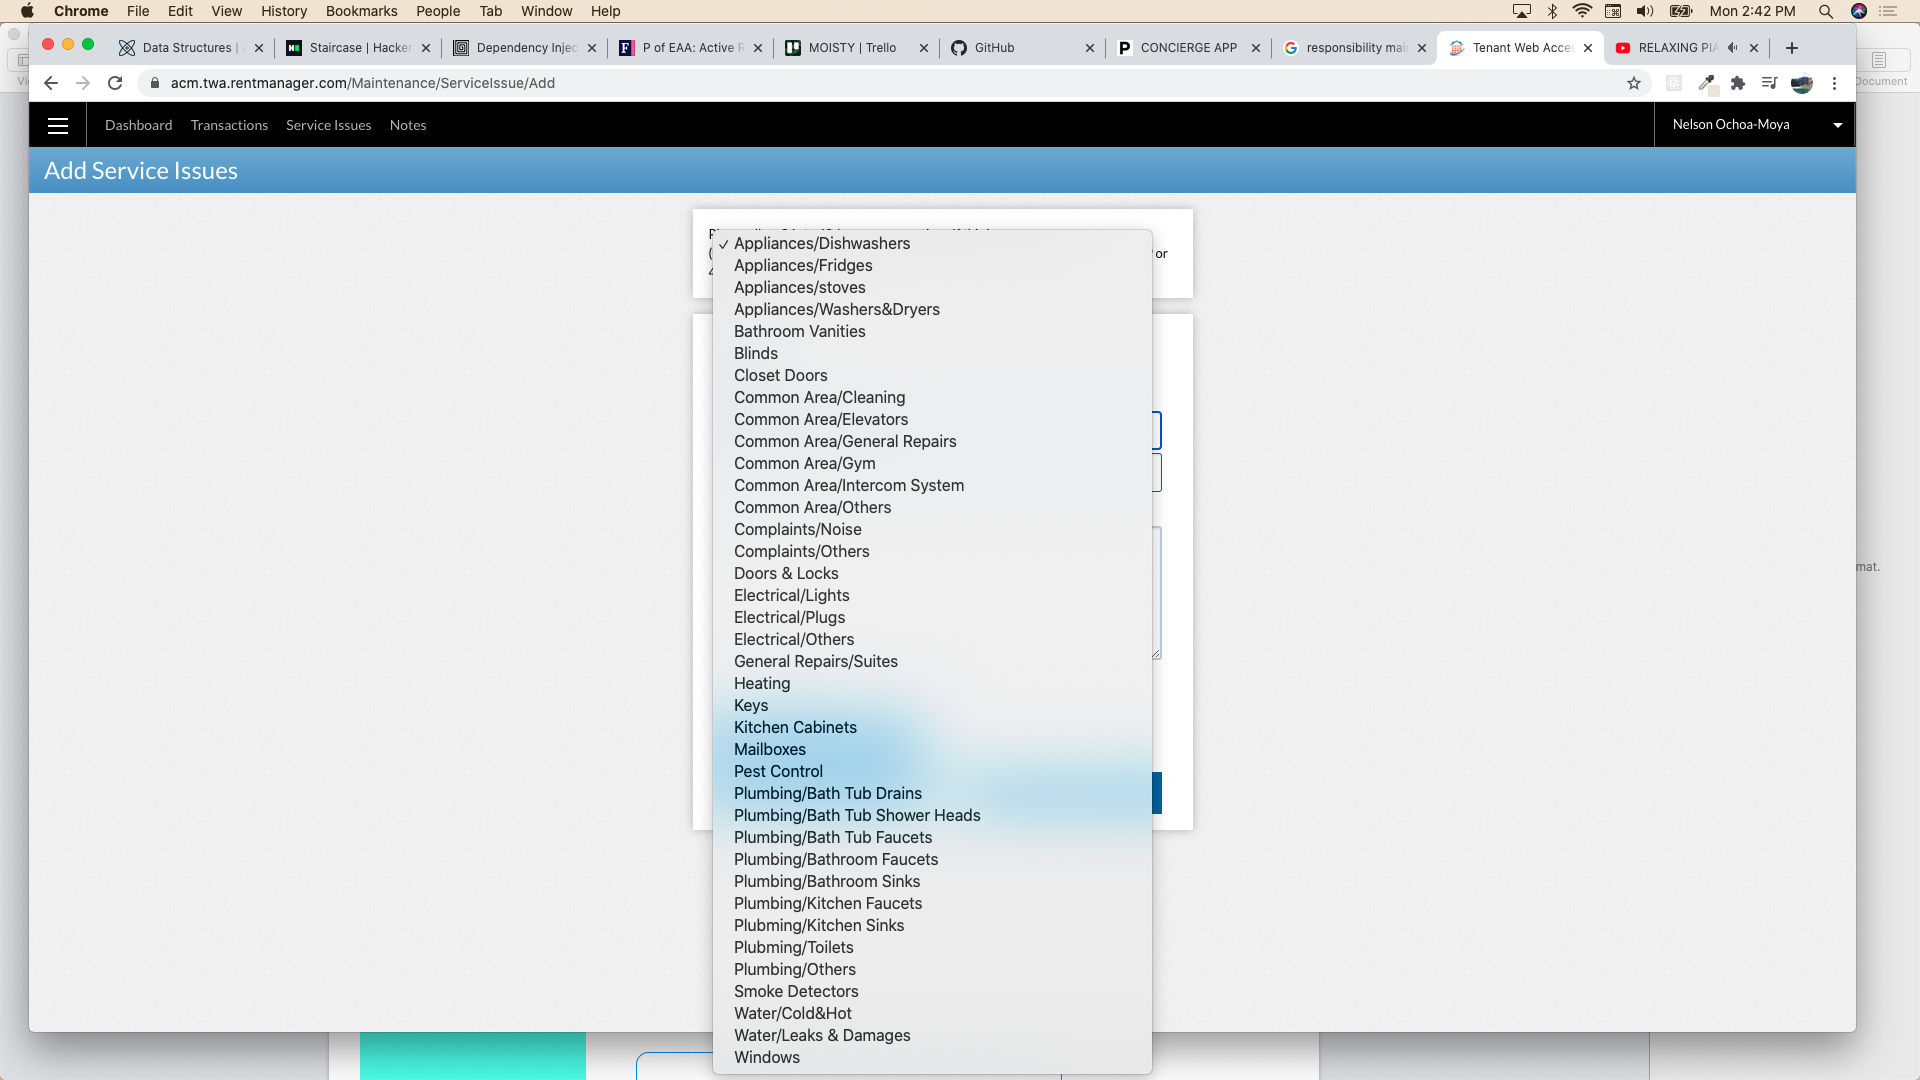 Chrome File Edit View History Bookmarks People Tab Window Help
Mon 2:42 PM
Data Structures |
Staircase | Hacker
Dependency Injec
P of EAA: Active R
MOISTY | Trello
GitHub
CONCIERGE APP
responsibility mai
Tenant Web Acces
RELAXING PIA
acm.twa.rentmanager.com/Maintenance/ServiceIssue/Add
Document
Dashboard Transactions Service Issues Notes
Nelson Ochoa-Moya
Add Service Issues
or
Appliances/Dishwashers
Appliances/Fridges
Appliances/stoves
Appliances/Washers&Dryers
Bathroom Vanities
Blinds
Closet Doors
Common Area/Cleaning
Common Area/Elevators
Common Area/General Repairs
Common Area/Gym
Common Area/Intercom System
Common Area/Others
Complaints/Noise
Complaints/Others
Doors & Locks
mat.
Electrical/Lights
Electrical/Plugs
Electrical/Others
General Repairs/Suites
Heating
Keys
Kitchen Cabinets
Mailboxes
Pest Control
Plumbing/Bath Tub Drains
Plumbing/Bath Tub Shower Heads
Plumbing/Bath Tub Faucets
Plumbing/Bathroom Faucets
Plumbing/Bathroom Sinks
Plumbing/Kitchen Faucets
Plubming/Kitchen Sinks
Plubming/Toilets
Plumbing/Others
Smoke Detectors
Water/Cold&Hot
Water/Leaks & Damages
Windows